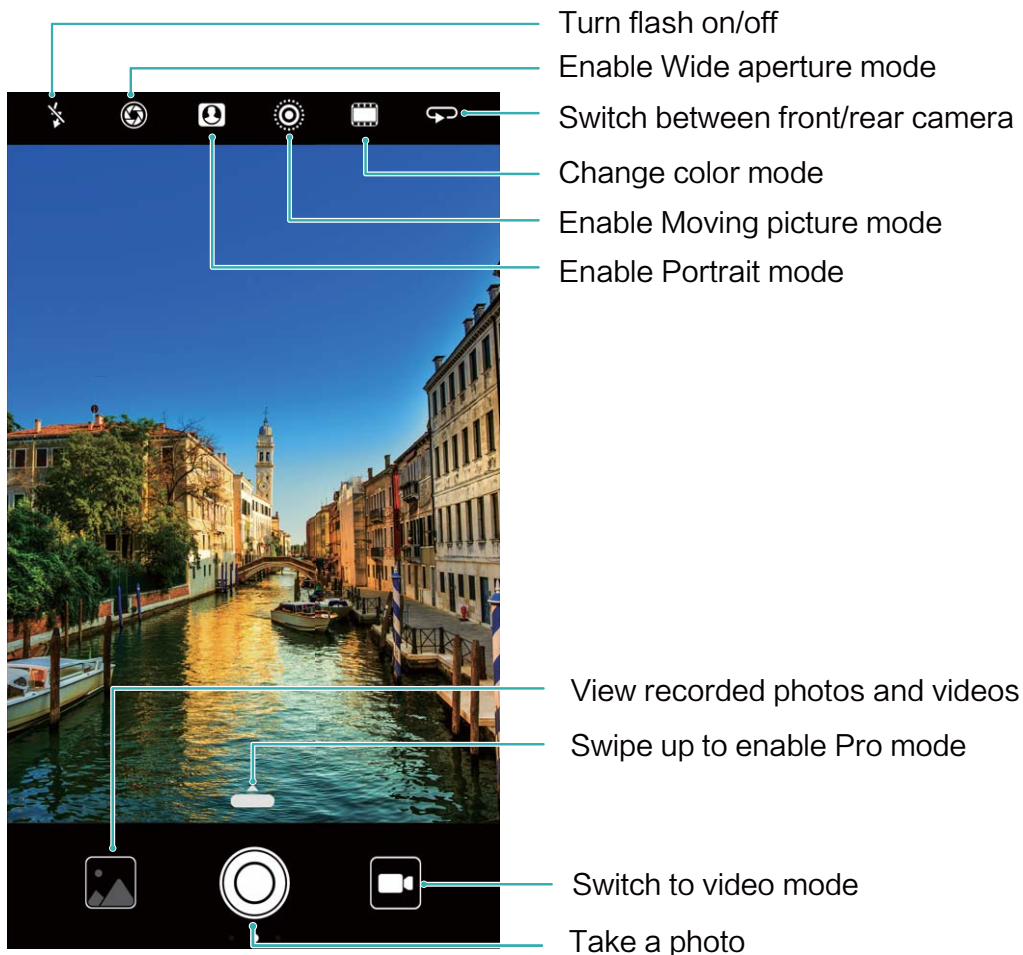 Turn flash on/off
Enable Wide aperture mode
Switch between front/rear camera
Change color mode
Enable Moving picture mode
Enable Portrait mode
View recorded photos and videos
Swipe up to enable Pro mode
Switch to video mode
Take a photo